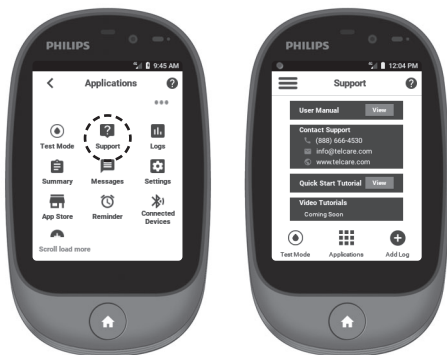 PHILIPS
4G 9:45 AM
Applications
Test Mode
Support
Logs
Summary
Messages
Settings
App Store
Reminder
Connected
Devices
Scroll load more
PHILIPS
4G 12:04 PM
Support
User Manual View
Contact Support
(888) 666-4530
info@telcare.com
www.telcare.com
Quick Start Tutorial View
Video Tutorials
Coming Soon
Test Mode Applications Add Log